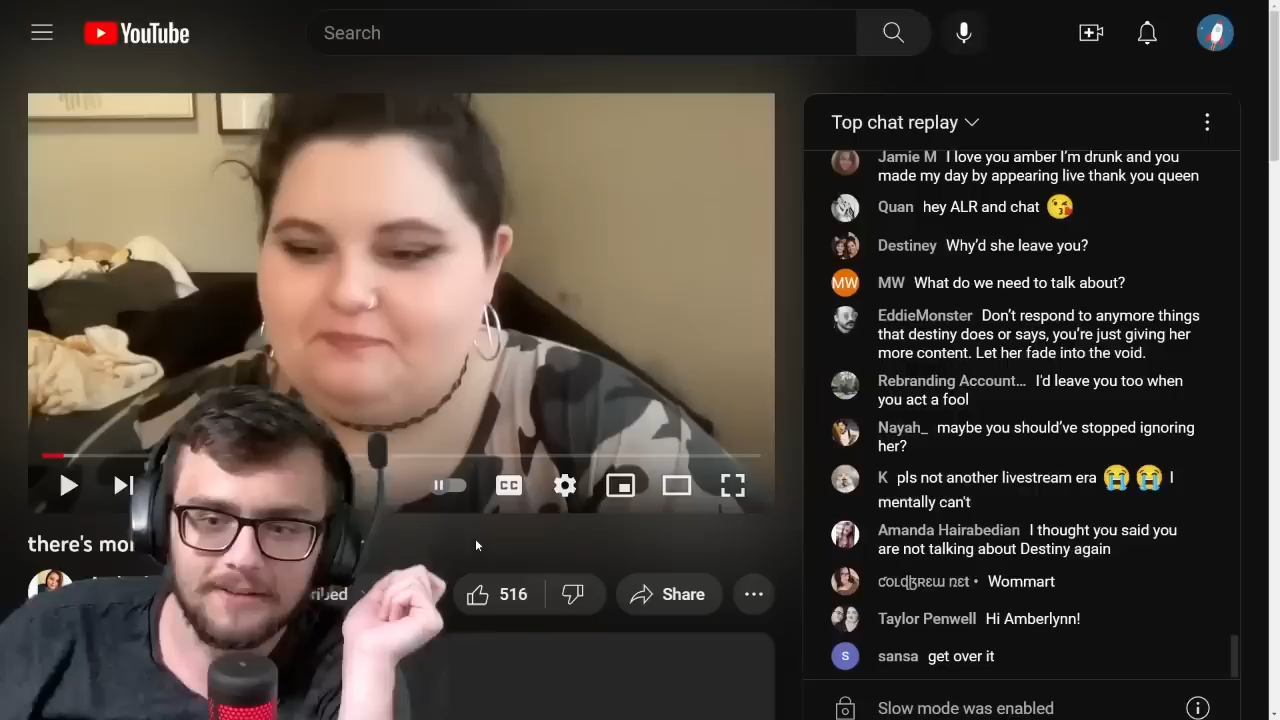 YouTube
Search
Top chat replay
Jamie M I love you amber I'm drunk and you
made my day by appearing live thank you queen
Quan hey ALR and chat 😘
Destiney Why'd she leave you?
MW
MW What do we need to talk about?
EddieMonster Don't respond to anymore things
that destiny does or says, you're just giving her
more content. Let her fade into the void.
Rebranding Account... I'd leave you too when
you act a fool
Nayah_ maybe you should've stopped ignoring
her?
K pls not another livestream era 😭 😭 I
mentally can't
Amanda Hairabedian I thought you said you
are not talking about Destiny again
Wommart
Taylor Penwell Hi Amberlynn!
S
sansa get over it
Slow mode was enabled
CC
there's mor
ribed
516
Share